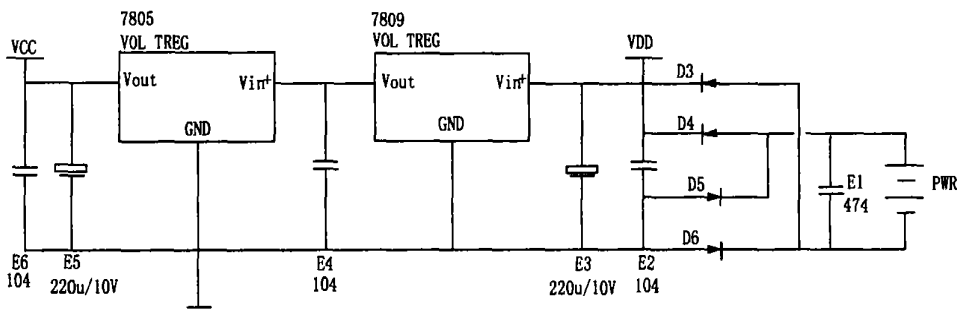 7805
VOL TREG
7809
VOL TREG
VCC
VDD
Vout
Vin+
GND
Vout
Vin+
GND
D3
D4
D5
D6
E1
474
PWR
E6
104
E5
220u/10V
E4
104
E3
220u/10V
E2
104